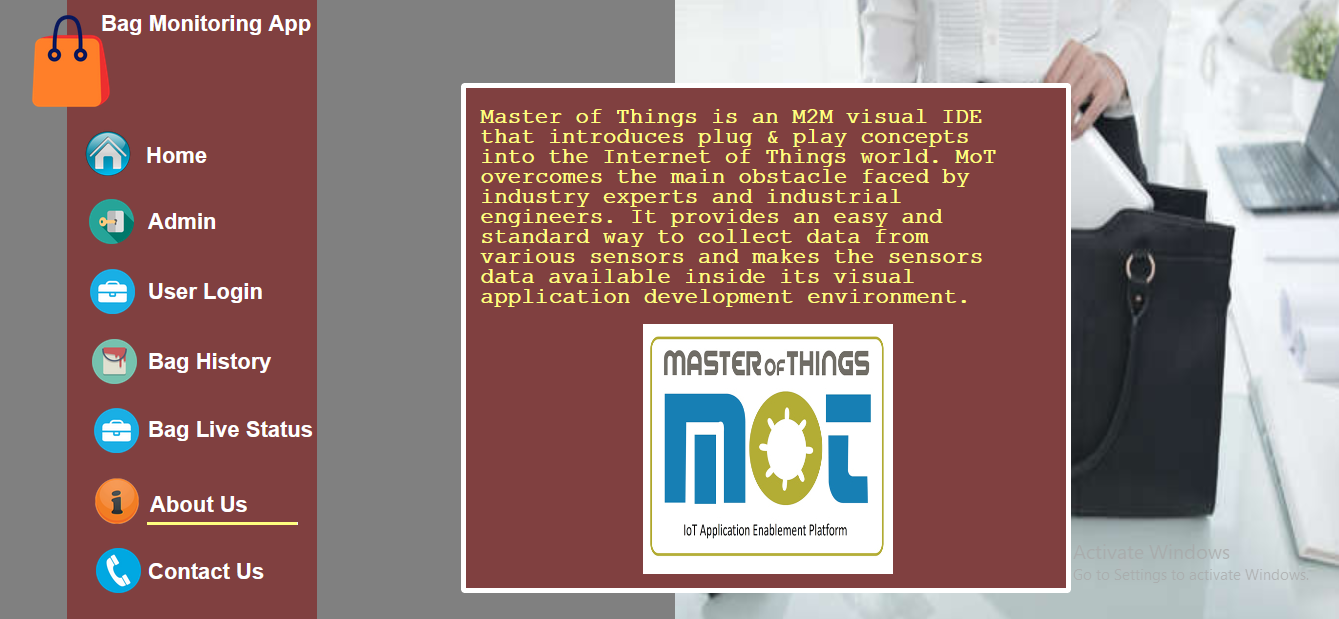 Bag Monitoring App
Home
Admin
User Login
Bag History
Bag Live Status
About Us
Contact Us
Master of Things is an M2M visual IDE
that introduces plug & play concepts
into the Internet of Things world. MoT
overcomes the main obstacle faced by
industry experts and industrial
engineers. It provides an easy and
standard way to collect data from
various sensors and makes the sensors
data available inside its visual
application development environment.
MASTER OF THINGS
MOT
IoT Application Enablement Platform
Activate Windows
Go to Settings to activate Windows.